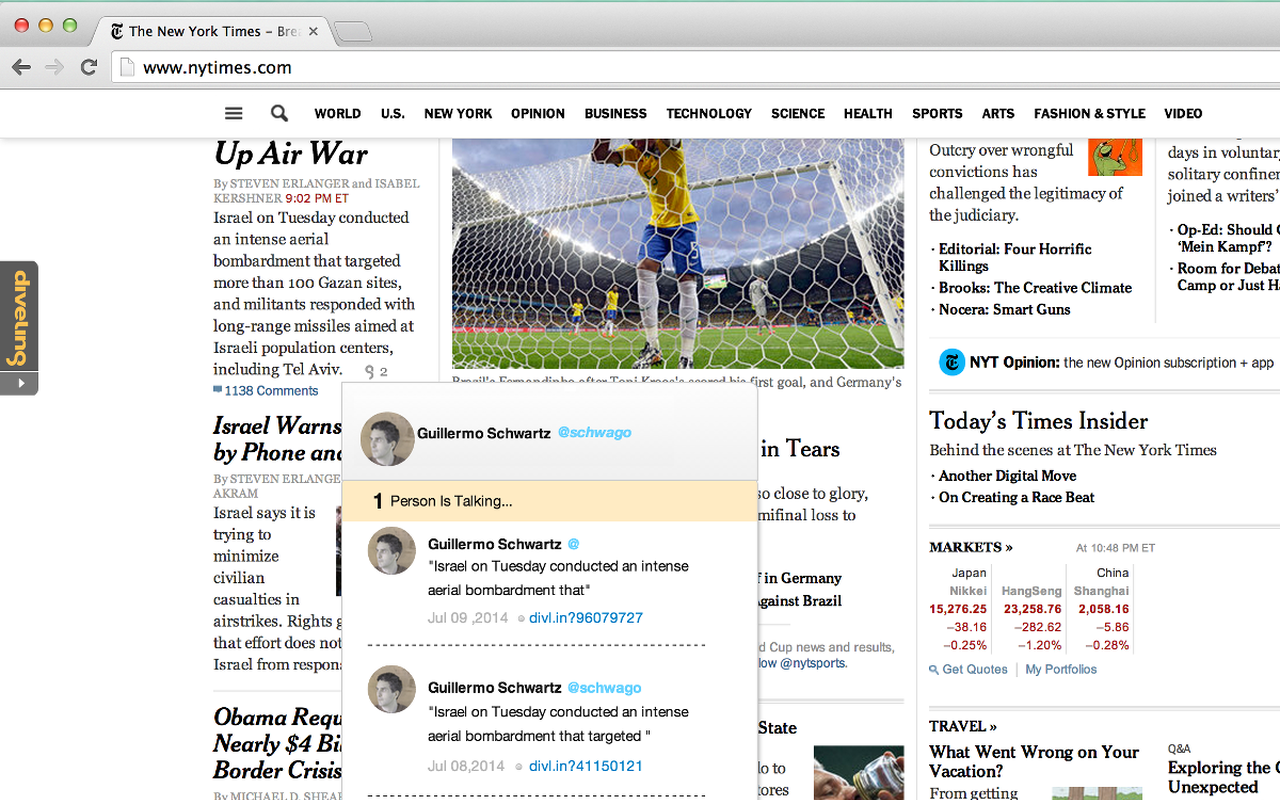 The New York Times – Bre
www.nytimes.com
WORLD U.S. NEW YORK OPINION BUSINESS TECHNOLOGY SCIENCE HEALTH SPORTS ARTS FASHION & STYLE VIDEO
Up Air War
By STEVEN ERLANGER and ISABEL
KERSHNER 9:02 PM ET
Israel on Tuesday conducted
an intense aerial
bombardment that targeted
more than 100 Gazan sites,
and militants responded with
long-range missiles aimed at
Israeli population centers,
including Tel Aviv. 2
1138 Comments
Israel Warns
by Phone and
By STEVEN ERLANGE
AKRAM
Israel says it is
trying to
minimize
civilian
casualties in
airstrikes. Rights g
that effort does not
Israel from respons
Obama Requ
Nearly $4 Bi
Border Crisis
By MICHAEL D. SHEAR
diveling
5
Brazil's Fernandinho after Toni Kroos's scored his first goal, and Germany's
Guillermo Schwartz @schwago
1 Person Is Talking...
Guillermo Schwartz @
"Israel on Tuesday conducted an intense
aerial bombardment that"
Jul 09 ,2014 divl.in?96079727
Guillermo Schwartz @schwago
"Israel on Tuesday conducted an intense
aerial bombardment that targeted "
Jul 08,2014 divl.in?41150121
in Tears
so close to glory,
mifinal loss to
f in Germany
Against Brazil
d Cup news and results,
low @nytsports.
State
lo to
tores
Outcry over wrongful
convictions has
challenged the legitimacy of
the judiciary.
· Editorial: Four Horrific
Killings
· Brooks: The Creative Climate
· Nocera: Smart Guns
days in voluntar
solitary confinem
joined a writers'
· Op-Ed: Should G
'Mein Kampf'?
· Room for Debat
Camp or Just Ha
NYT Opinion: the new Opinion subscription + app
Today's Times Insider
Behind the scenes at The New York Times
· Another Digital Move
· On Creating a Race Beat
MARKETS » At 10:48 PM ET
Japan China
Nikkei HangSeng Shanghai
15,276.25 23,258.76 2,058.16
–38.16 –282.62 –5.86
–0.25% –1.20% –0.28%
Get Quotes My Portfolios
TRAVEL »
What Went Wrong on Your
Vacation?
From getting
Q&A
Exploring the C
Unexpected